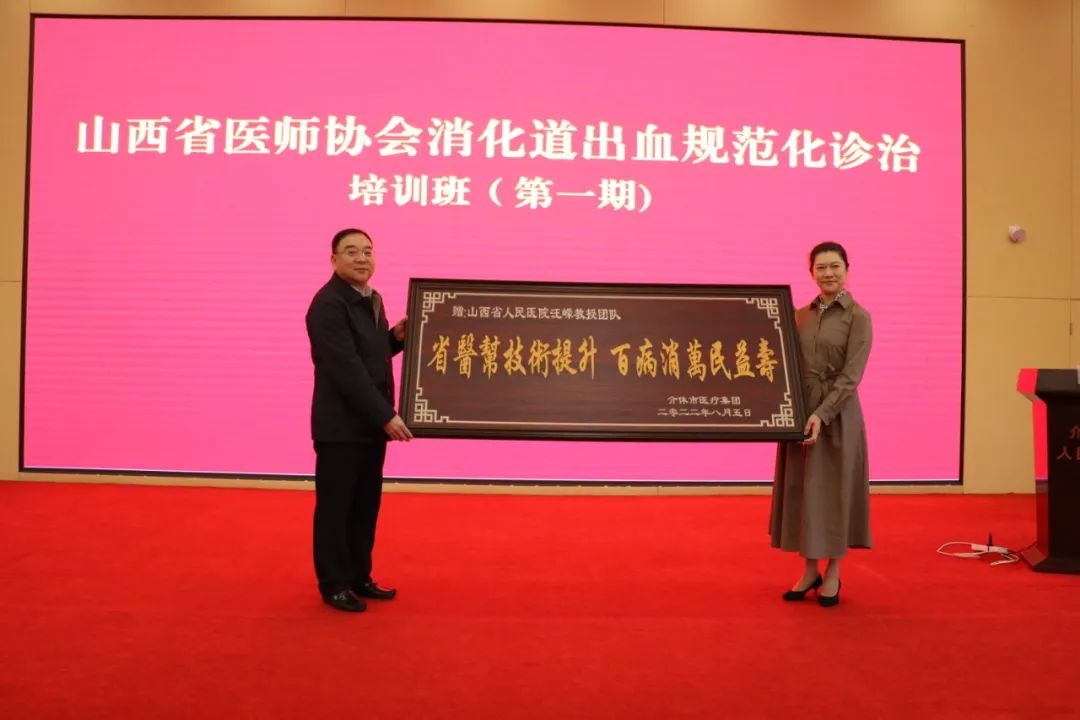 山西省医师协会消化道出血规范化诊治
培训班（第一期）
赠:山西省人民医院汪嵘教授团队
省醫幫技術提升 百病消萬民益壽
介休市医疗集团
二零二二年八月五日
介
人民